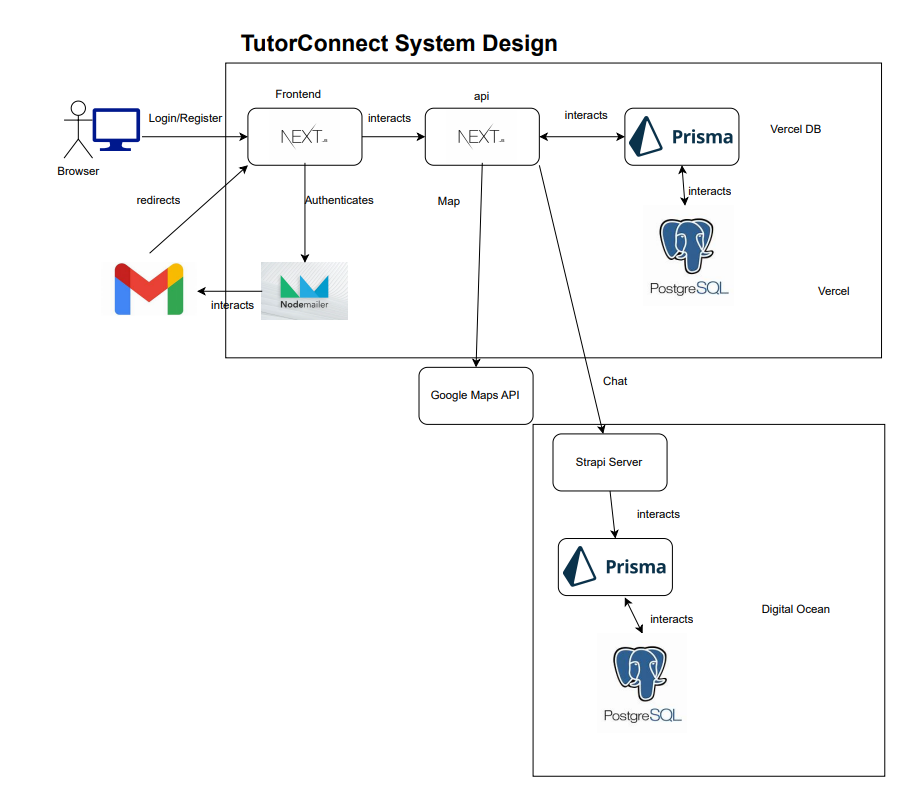 TutorConnect System Design
Frontend
api
Login/Register
interacts
interacts
NEXT.JS
NEXT.JS
Prisma
Vercel DB
Browser
redirects
Authenticates
Map
interacts
Nodemailer
interacts
PostgreSQL
Vercel
Chat
Google Maps API
Strapi Server
interacts
Prisma
Digital Ocean
interacts
PostgreSQL